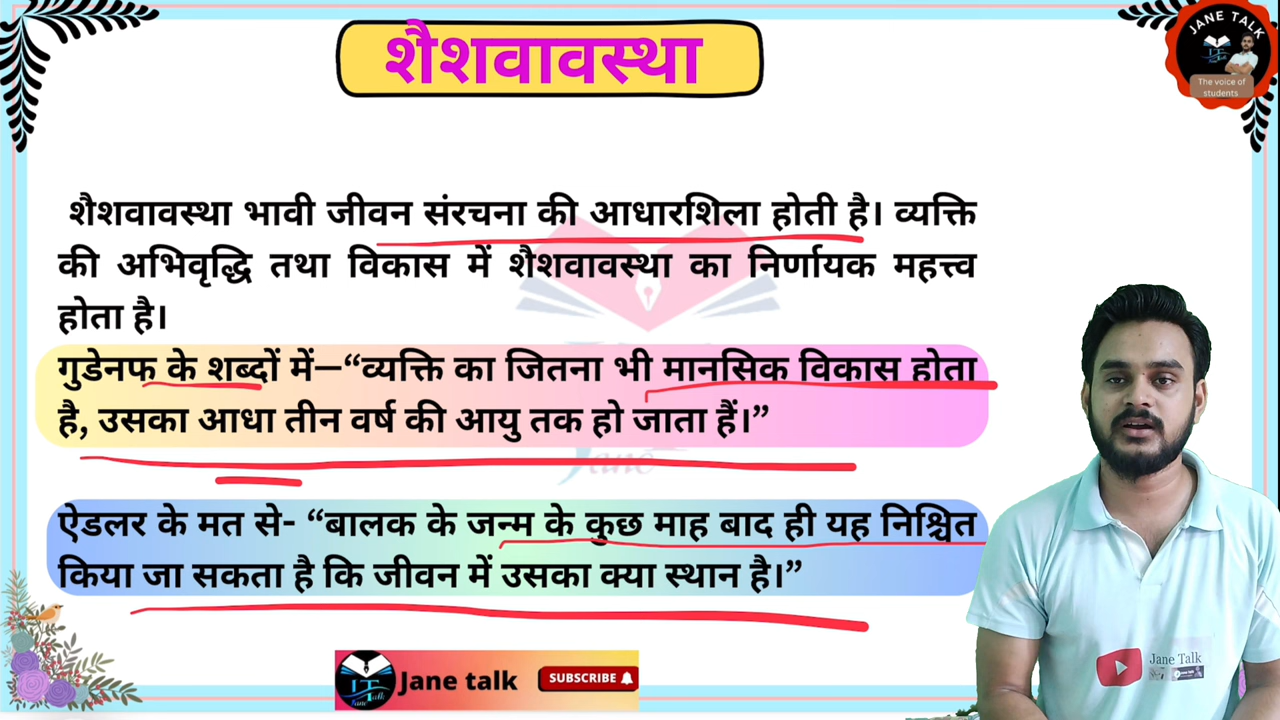 शैशवावस्था
JANE TALK
The voice of
students
शैशवावस्था भावी जीवन संरचना की आधारशिला होती है। व्यक्ति
की अभिवृद्धि तथा विकास में शैशवावस्था का निर्णायक महत्त्व
होता है।
गुडेनफ के शब्दों में—“व्यक्ति का जितना भी मानसिक विकास होता
है, उसका आधा तीन वर्ष की आयु तक हो जाता हैं।”
Jane
ऐडलर के मत से- “बालक के जन्म के कुछ माह बाद ही यह निश्चित
किया जा सकता है कि जीवन में उसका क्या स्थान है।”
Jane talk
SUBSCRIBE
Jane Talk